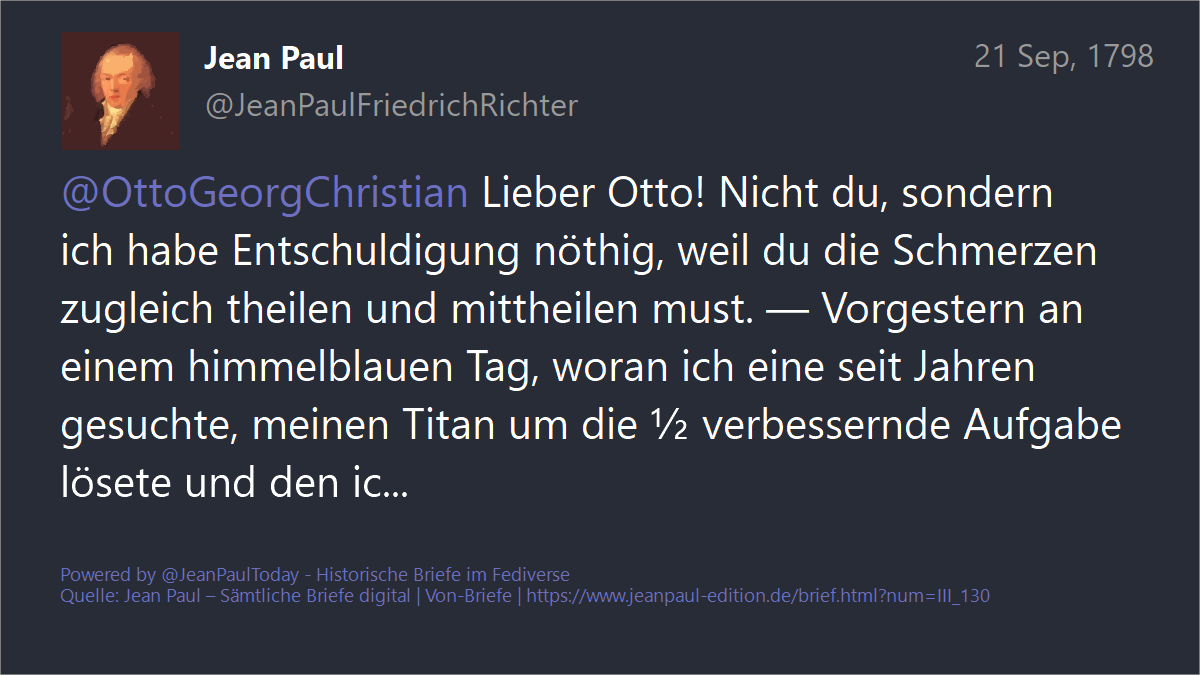 Jean Paul
21 Sep, 1798
@JeanPaulFriedrichRichter
@OttoGeorgChristian Lieber Otto! Nicht du, sondern
ich habe Entschuldigung nöthig, weil du die Schmerzen
zugleich theilen und mittheilen must. — Vorgestern an
einem himmelblauen Tag, woran ich eine seit Jahren
gesuchte, meinen Titan um die ½ verbessernde Aufgabe
lösete und den ic...
Powered by @JeanPaulToday - Historische Briefe im Fediverse
Quelle: Jean Paul – Sämtliche Briefe digital | Von-Briefe | https://www.jeanpaul-edition.de/brief.html?num=III_130